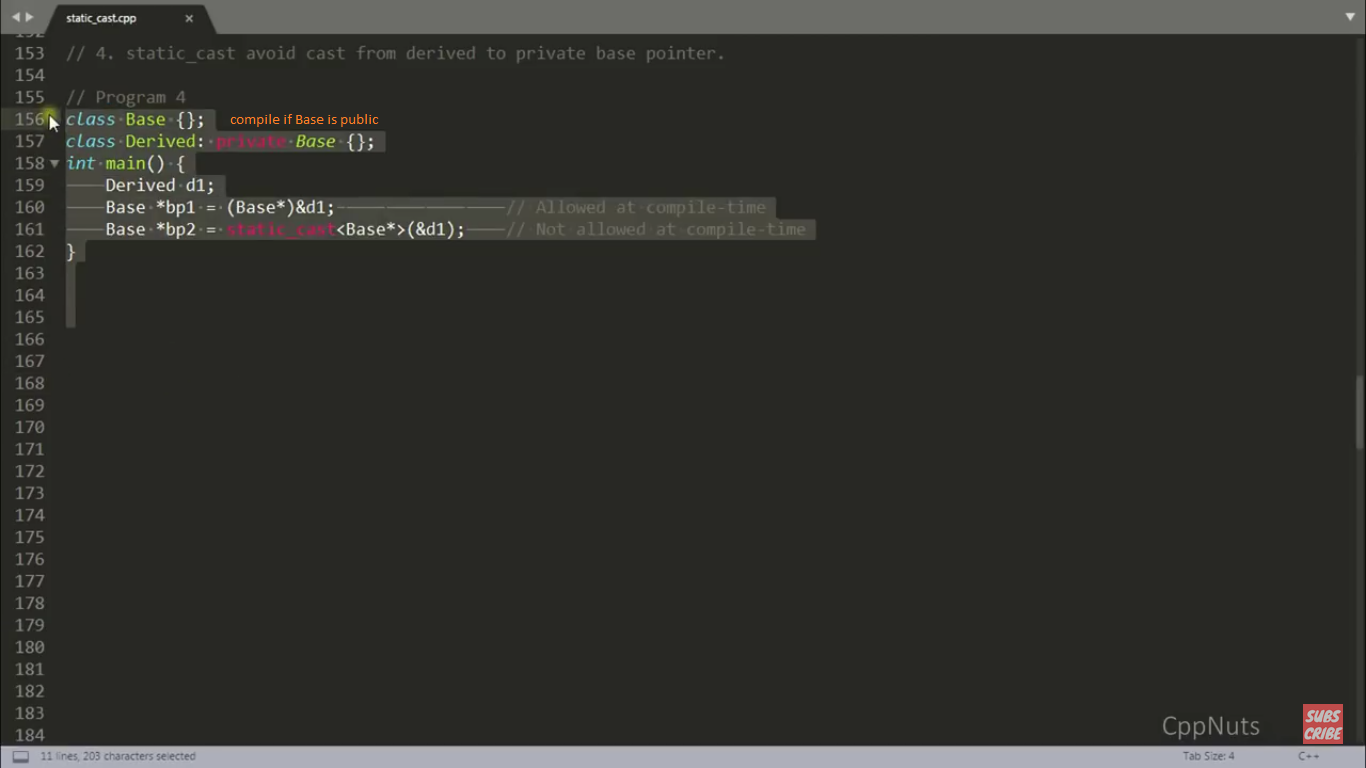 static_cast.cpp ×
152
153 // 4. static_cast avoid cast from derived to private base pointer.
154
155 // Program 4
156 class Base {}; compile if Base is public
157 class Derived: private Base {};
158 int main() {
159 Derived d1;
160 Base *bp1 = (Base*)&d1; // Allowed at compile-time
161 Base *bp2 = static_cast<Base*>(&d1); // Not allowed at compile-time
162 }
163
164
165
166
167
168
169
170
171
172
173
174
175
176
177
178
179
180
181
182
183
184
CppNuts
SUBS
CRIBE
11 lines, 203 characters selected Tab Size: 4 C++